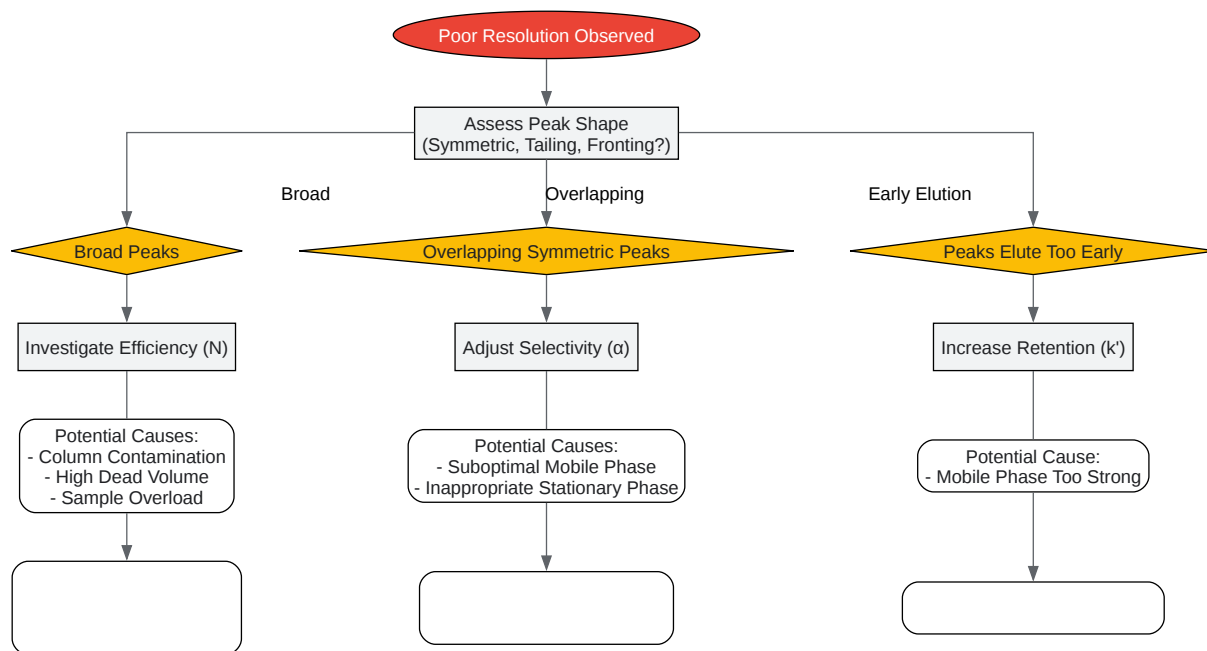 Poor Resolution Observed
Assess Peak Shape
(Symmetric, Tailing, Fronting?)
Broad
Overlapping
Early Elution
Broad Peaks
Overlapping Symmetric Peaks
Peaks Elute Too Early
Investigate Efficiency (N)
Adjust Selectivity (α)
Increase Retention (k')
Potential Causes:
- Column Contamination
- High Dead Volume
- Sample Overload
Potential Causes:
- Suboptimal Mobile Phase
- Inappropriate Stationary Phase
Potential Cause:
- Mobile Phase Too Strong